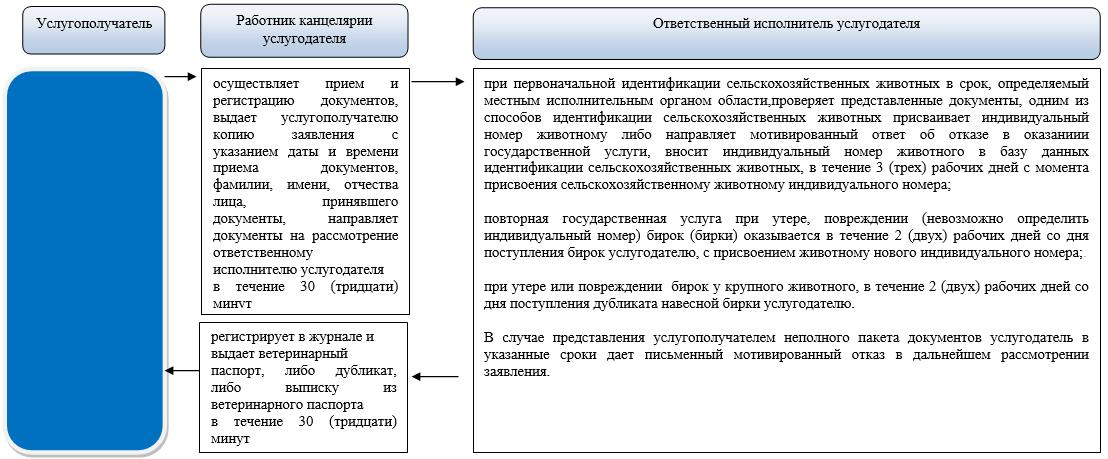 Услугополучатель
Работник канцелярии
услугодателя
Ответственный исполнитель услугодателя
осуществляет прием и
регистрацию документов,
выдает услугополучателю
копию заявления с
указанием даты и времени
приема документов,
фамилии, имени, отчества
лица, принявшего
документы, направляет
документы на рассмотрение
ответственному
исполнителю услугодателя
в течение 30 (тридцати)
минут
регистрирует в журнале и
выдает ветеринарный
паспорт, либо дубликат,
либо выписку из
ветеринарного паспорта
в течение 30 (тридцати)
минут
при первоначальной идентификации сельскохозяйственных животных в срок, определяемый
местным исполнительным органом области,проверяет представленные документы, одним из
способов идентификации сельскохозяйственных животных присваивает индивидуальный
номер животному либо направляет мотивированный ответ об отказе в оказаниии
государственной услуги, вносит индивидуальный номер животного в базу данных
идентификации сельскохозяйственных животных, в течение 3 (трех) рабочих дней с момента
присвоения сельскохозяйственному животному индивидуального номера;
повторная государственная услуга при утере, повреждении (невозможно определить
индивидуальный номер) бирок (бирки) оказывается в течение 2 (двух) рабочих дней со дня
поступления бирок услугодателю, с присвоением животному нового индивидуального номера;
при утере или повреждении бирок у крупного животного, в течение 2 (двух) рабочих дней со
дня поступления дубликата навесной бирки услугодателю.
В случае представления услугополучателем неполного пакета документов услугодатель в
указанные сроки дает письменный мотивированный отказ в дальнейшем рассмотрении
заявления.